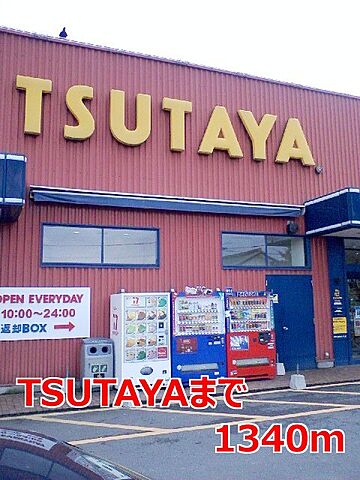 TSUTAYA
OPEN EVERYDAY
10:00～24:00
返却BOX →
TSUTAYAまで
1340m